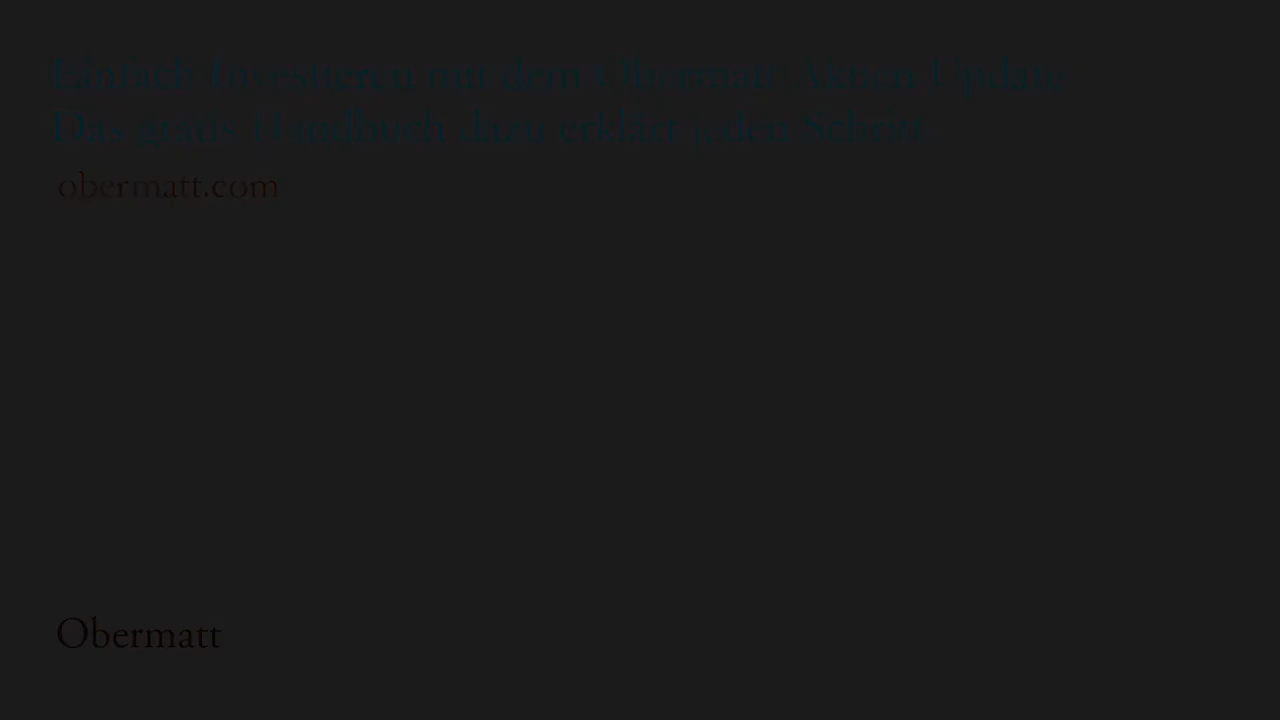 Einfach Investieren mit dem Obermatt Aktien Update
Das gratis Handbuch dazu erklärt jeden Schritt.
obermatt.com
Obermatt